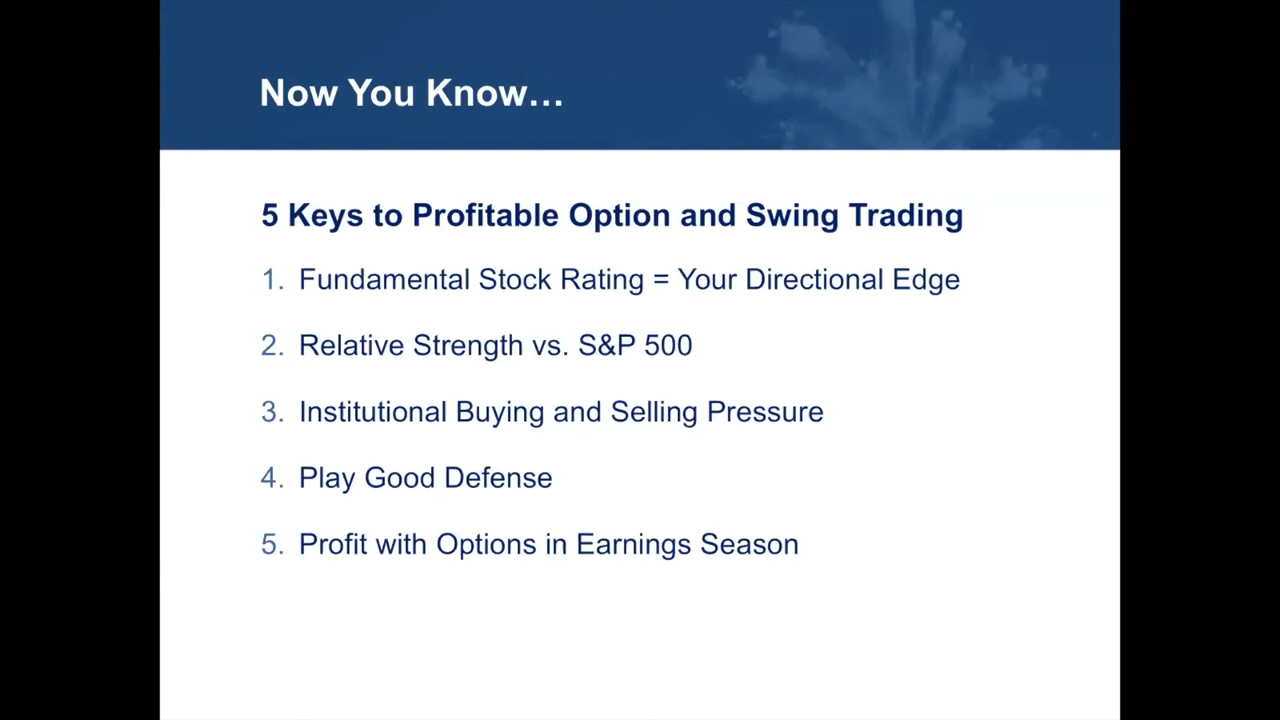 Now You Know…
5 Keys to Profitable Option and Swing Trading
1. Fundamental Stock Rating = Your Directional Edge
2. Relative Strength vs. S&P 500
3. Institutional Buying and Selling Pressure
4. Play Good Defense
5. Profit with Options in Earnings Season